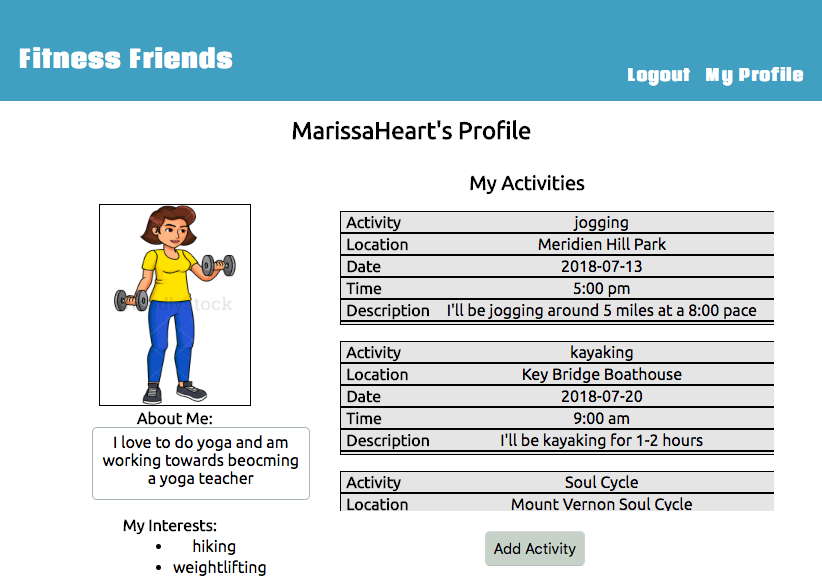 Fitness Friends
Logout My Profile
MarissaHeart's Profile
My Activities
Activity jogging
Location Meridien Hill Park
Date 2018-07-13
Time 5:00 pm
Description I'll be jogging around 5 miles at a 8:00 pace
Activity kayaking
Location Key Bridge Boathouse
Date 2018-07-20
Time 9:00 am
Description I'll be kayaking for 1-2 hours
Activity Soul Cycle
Location Mount Vernon Soul Cycle
Add Activity
About Me:
I love to do yoga and am
working towards beocming
a yoga teacher
My Interests:
• hiking
• weightlifting